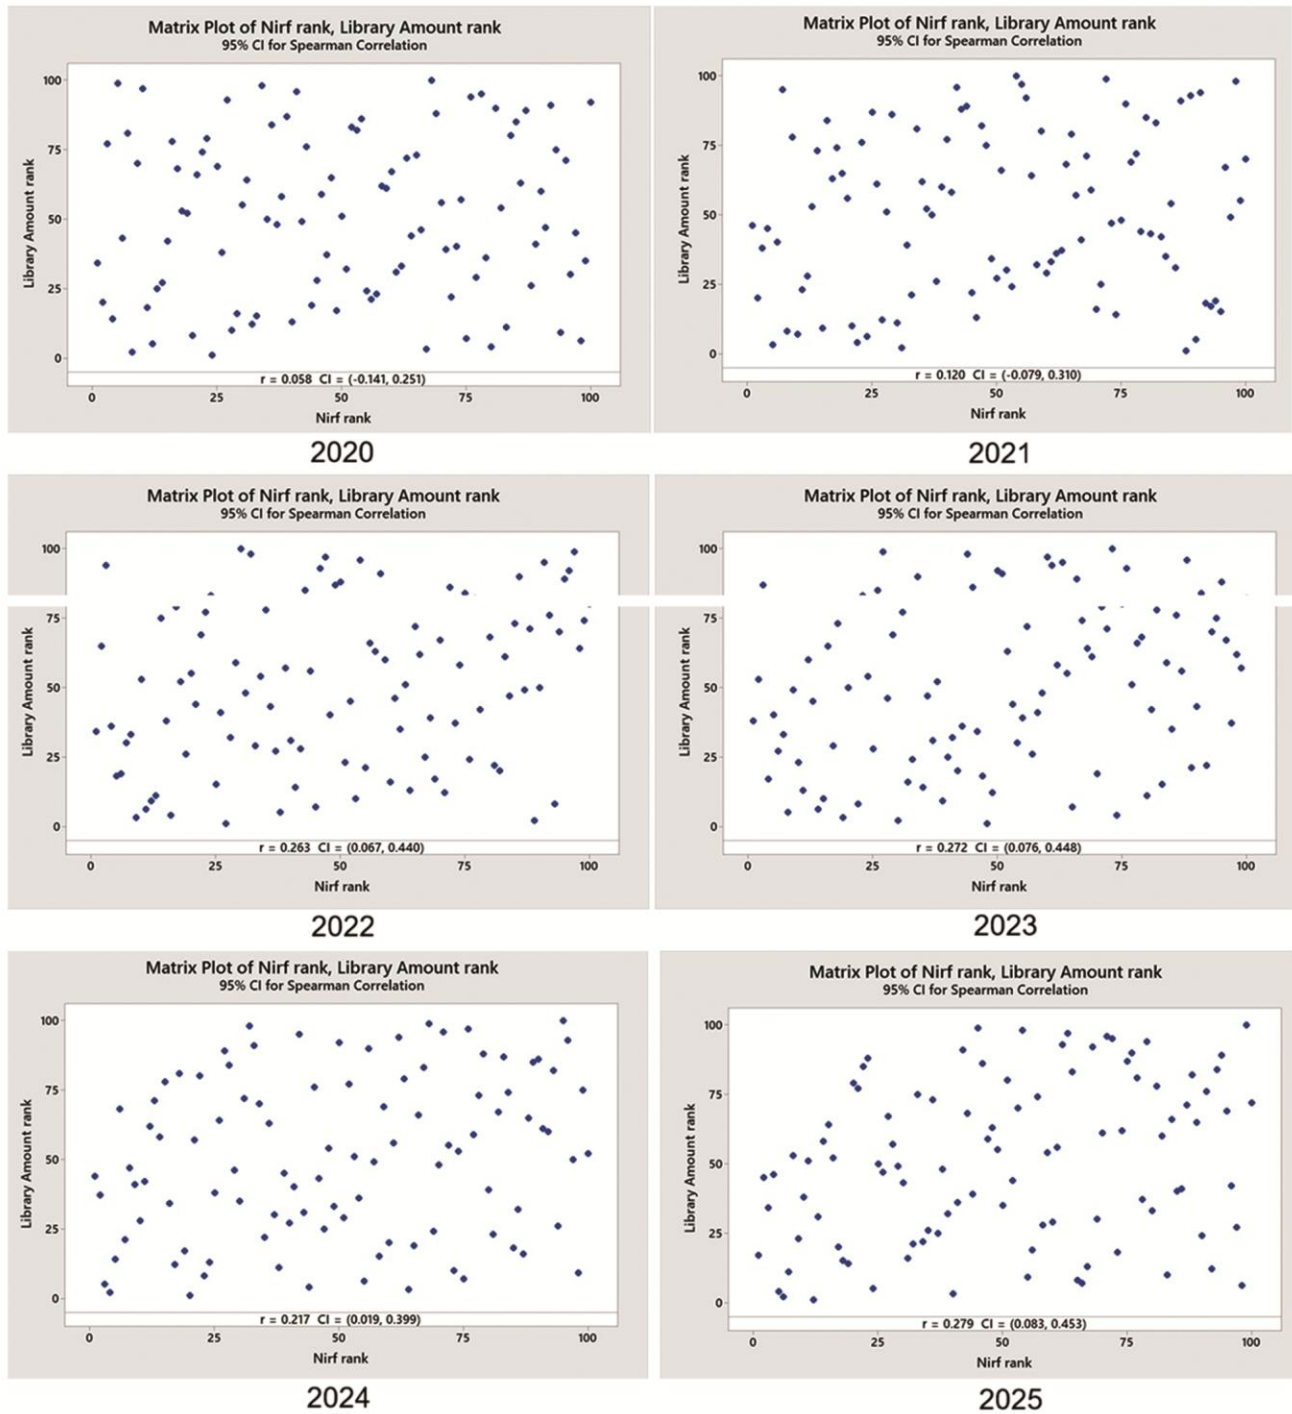 Matrix Plot of Nirf rank, Library Amount rank
95% CI for Spearman Correlation
Library Amount rank
100
75
50
25
0
r = 0.058 CI = (-0.141, 0.251)
0 25 50 75 100
Nirf rank
2020
Matrix Plot of Nirf rank, Library Amount rank
95% CI for Spearman Correlation
Library Amount rank
100
75
50
25
0
r = 0.120 CI = (-0.079, 0.310)
0 25 50 75 100
Nirf rank
2021
Matrix Plot of Nirf rank, Library Amount rank
95% CI for Spearman Correlation
Library Amount rank
100
75
50
25
0
r = 0.263 CI = (0.067, 0.440)
0 25 50 75 100
Nirf rank
2022
Matrix Plot of Nirf rank, Library Amount rank
95% CI for Spearman Correlation
Library Amount rank
100
75
50
25
0
r = 0.272 CI = (0.076, 0.448)
0 25 50 75 100
Nirf rank
2023
Matrix Plot of Nirf rank, Library Amount rank
95% CI for Spearman Correlation
Library Amount rank
100
75
50
25
0
r = 0.217 CI = (0.019, 0.399)
0 25 50 75 100
Nirf rank
2024
Matrix Plot of Nirf rank, Library Amount rank
95% CI for Spearman Correlation
Library Amount rank
100
75
50
25
0
r = 0.279 CI = (0.083, 0.453)
0 25 50 75 100
Nirf rank
2025